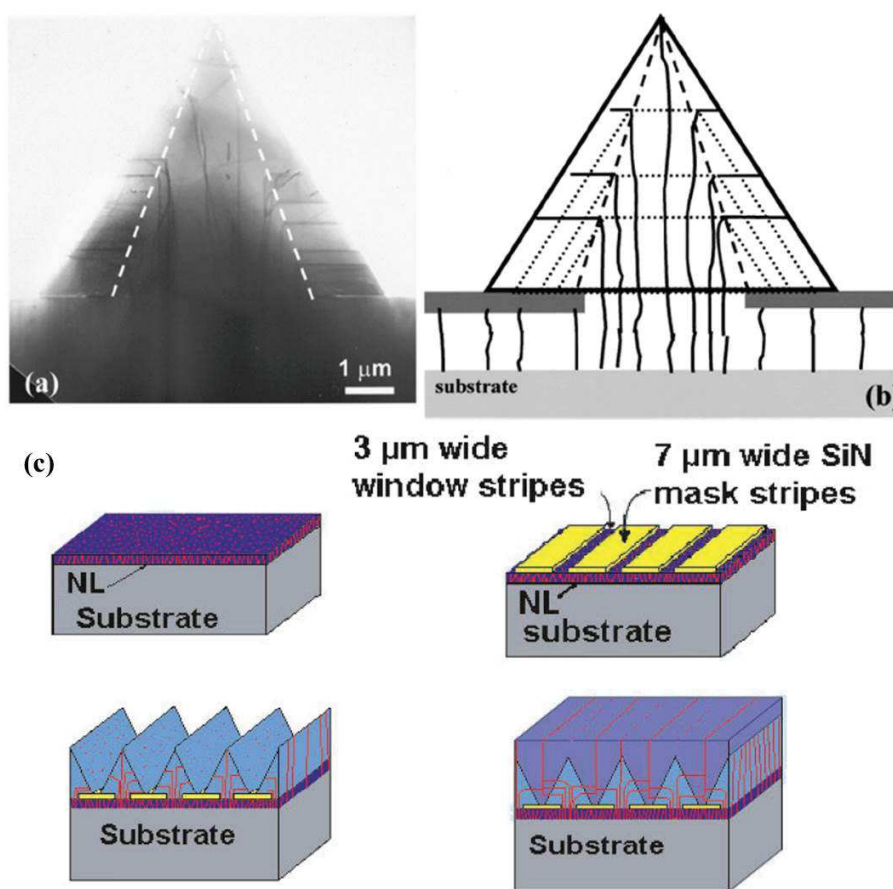 (a)
1 µm
substrate
(b)
(c)
3 µm wide
window stripes
7 µm wide SiN
mask stripes
NL
Substrate
NL
substrate
Substrate
Substrate